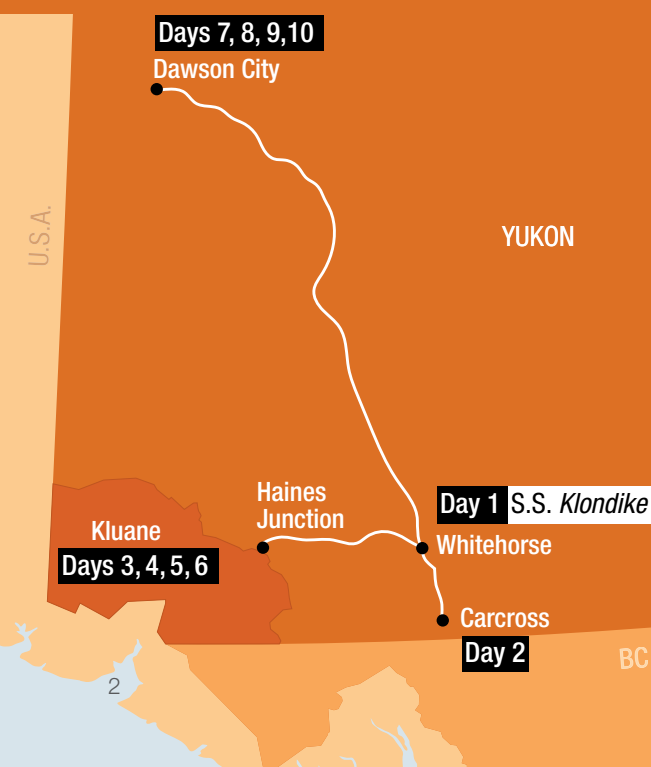 Days 7, 8, 9,10
Dawson City
U.S.A.
YUKON
Haines
Junction
Day 1 S.S. Klondike
Whitehorse
Kluane
Days 3, 4, 5, 6
Carcross
Day 2
BC
2